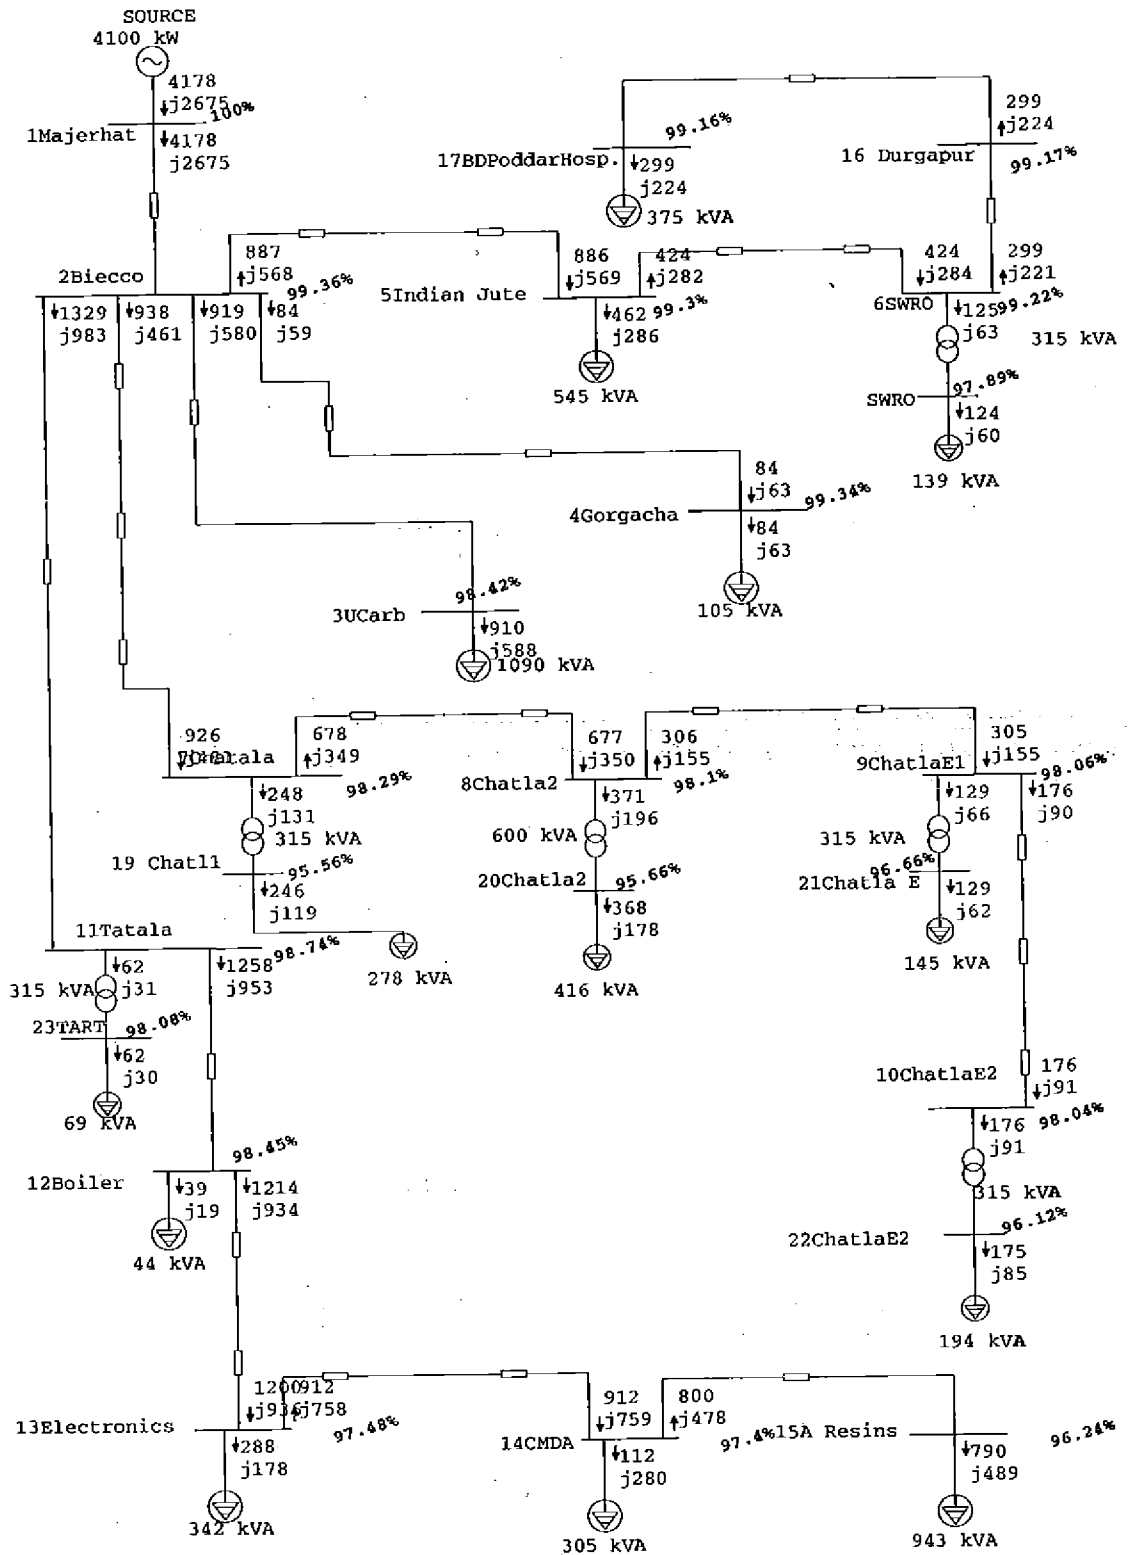 SOURCE
4100 kW
4178
j2675
100%
1Majerhat
4178
j2675
299
j224
16 Durgapur
99.17%
99.16%
17BDPoddarHosp.
299
j224
375 kVA
887
j568
2Biecco
99.36%
1329
j983
938
j461
919
j580
84
j59
886
j569
5Indian Jute
424
j282
99.3%
462
j286
545 kVA
424
j284
299
j221
6SWRO
99.22%
125
j63
315 kVA
97.89%
SWRO
124
j60
139 kVA
84
j63
99.34%
4Gorgacha
84
j63
105 kVA
98.42%
3UCarb
910
j588
1090 kVA
926
678
j349
98.29%
248
j131
315 kVA
19 Chatl1
95.56%
246
j119
278 kVA
677
j350
306
j155
8Chatla2
98.1%
371
j196
600 kVA
20Chatla2
95.66%
368
j178
416 kVA
305
j155
9ChatlaE1
98.06%
129
j66
176
j90
315 kVA
96.66%
21Chatla E
129
j62
145 kVA
11Tatala
98.74%
62
j31
1258
j953
315 kVA
23TART
98.08%
62
j30
69 kVA
176
j91
10ChatlaE2
98.04%
176
j91
315 kVA
96.12%
22ChatlaE2
175
j85
194 kVA
98.45%
12Boiler
39
j19
1214
j934
44 kVA
1200
j936
912
j758
13Electronics
97.48%
288
j178
342 kVA
912
j759
800
j478
14CMDA
97.4%
112
j280
305 kVA
15A Resins
96.24%
790
j489
943 kVA